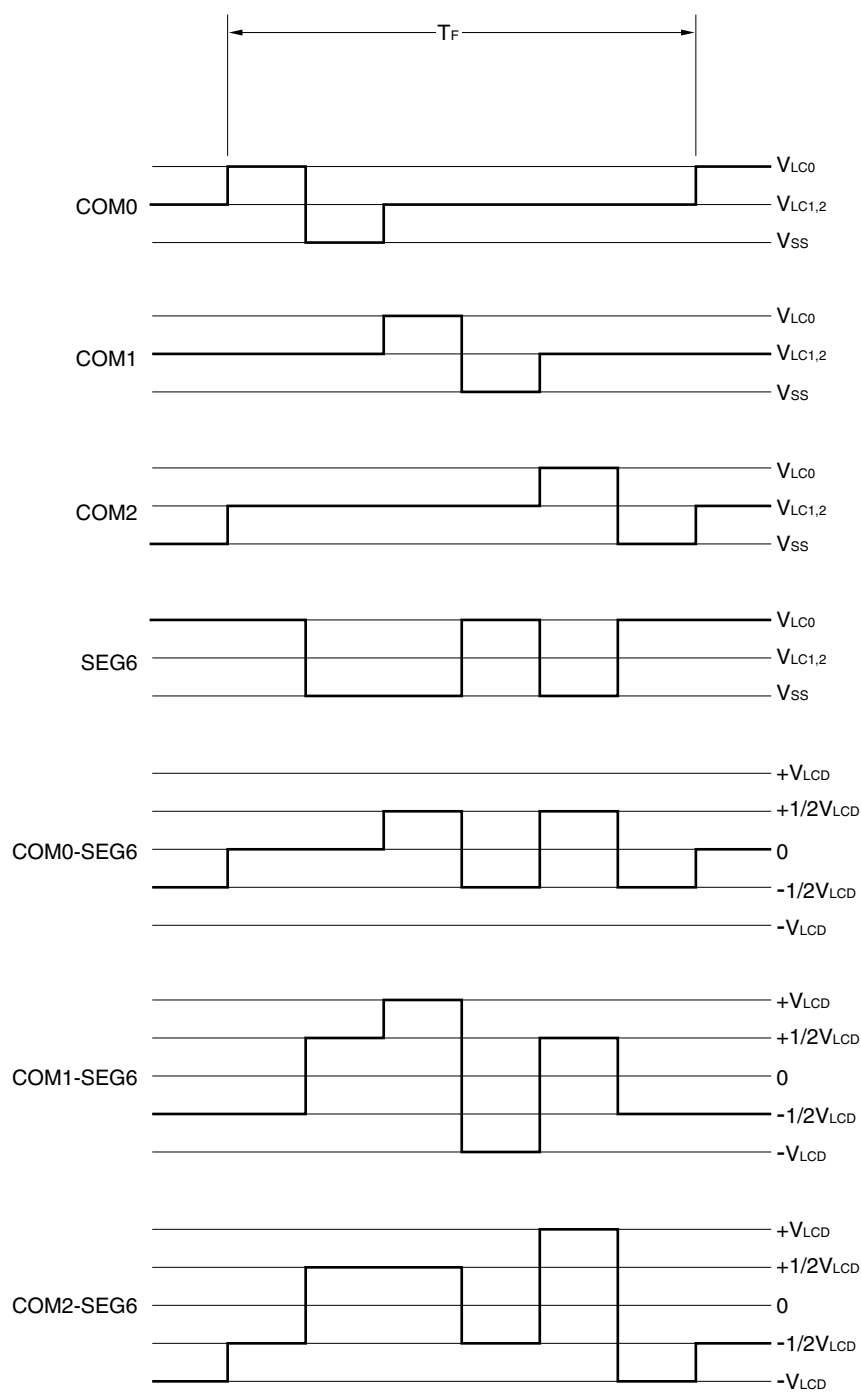 TF
VLC0
COM0 VLC1,2
VSS
VLC0
COM1 VLC1,2
VSS
VLC0
COM2 VLC1,2
VSS
VLC0
SEG6 VLC1,2
VSS
+VLCD
+1/2VLCD
COM0-SEG6 0
-1/2VLCD
-VLCD
+VLCD
+1/2VLCD
COM1-SEG6 0
-1/2VLCD
-VLCD
+VLCD
+1/2VLCD
COM2-SEG6 0
-1/2VLCD
-VLCD